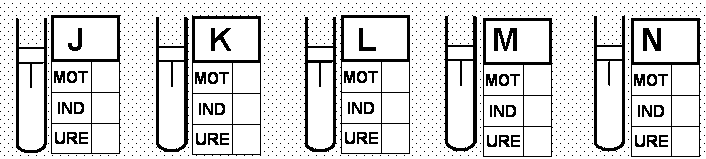 J K L M N
MOT MOT MOT MOT MOT
IND IND IND IND IND
URE URE URE URE URE